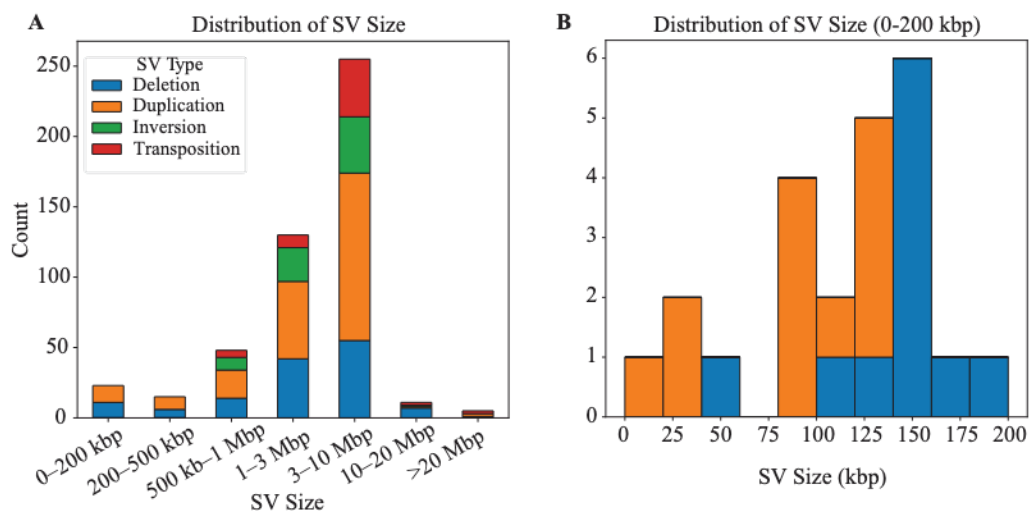 A
Distribution of SV Size
SV Type
Deletion
Duplication
Inversion
Transposition
250
200
150
100
50
0
Count
0–200 kbp
200–500 kbp
500 kb–1 Mbp
1–3 Mbp
3–10 Mbp
10–20 Mbp
>20 Mbp
SV Size
B
Distribution of SV Size (0-200 kbp)
6
5
4
3
2
1
0
0 25 50 75 100 125 150 175 200
SV Size (kbp)